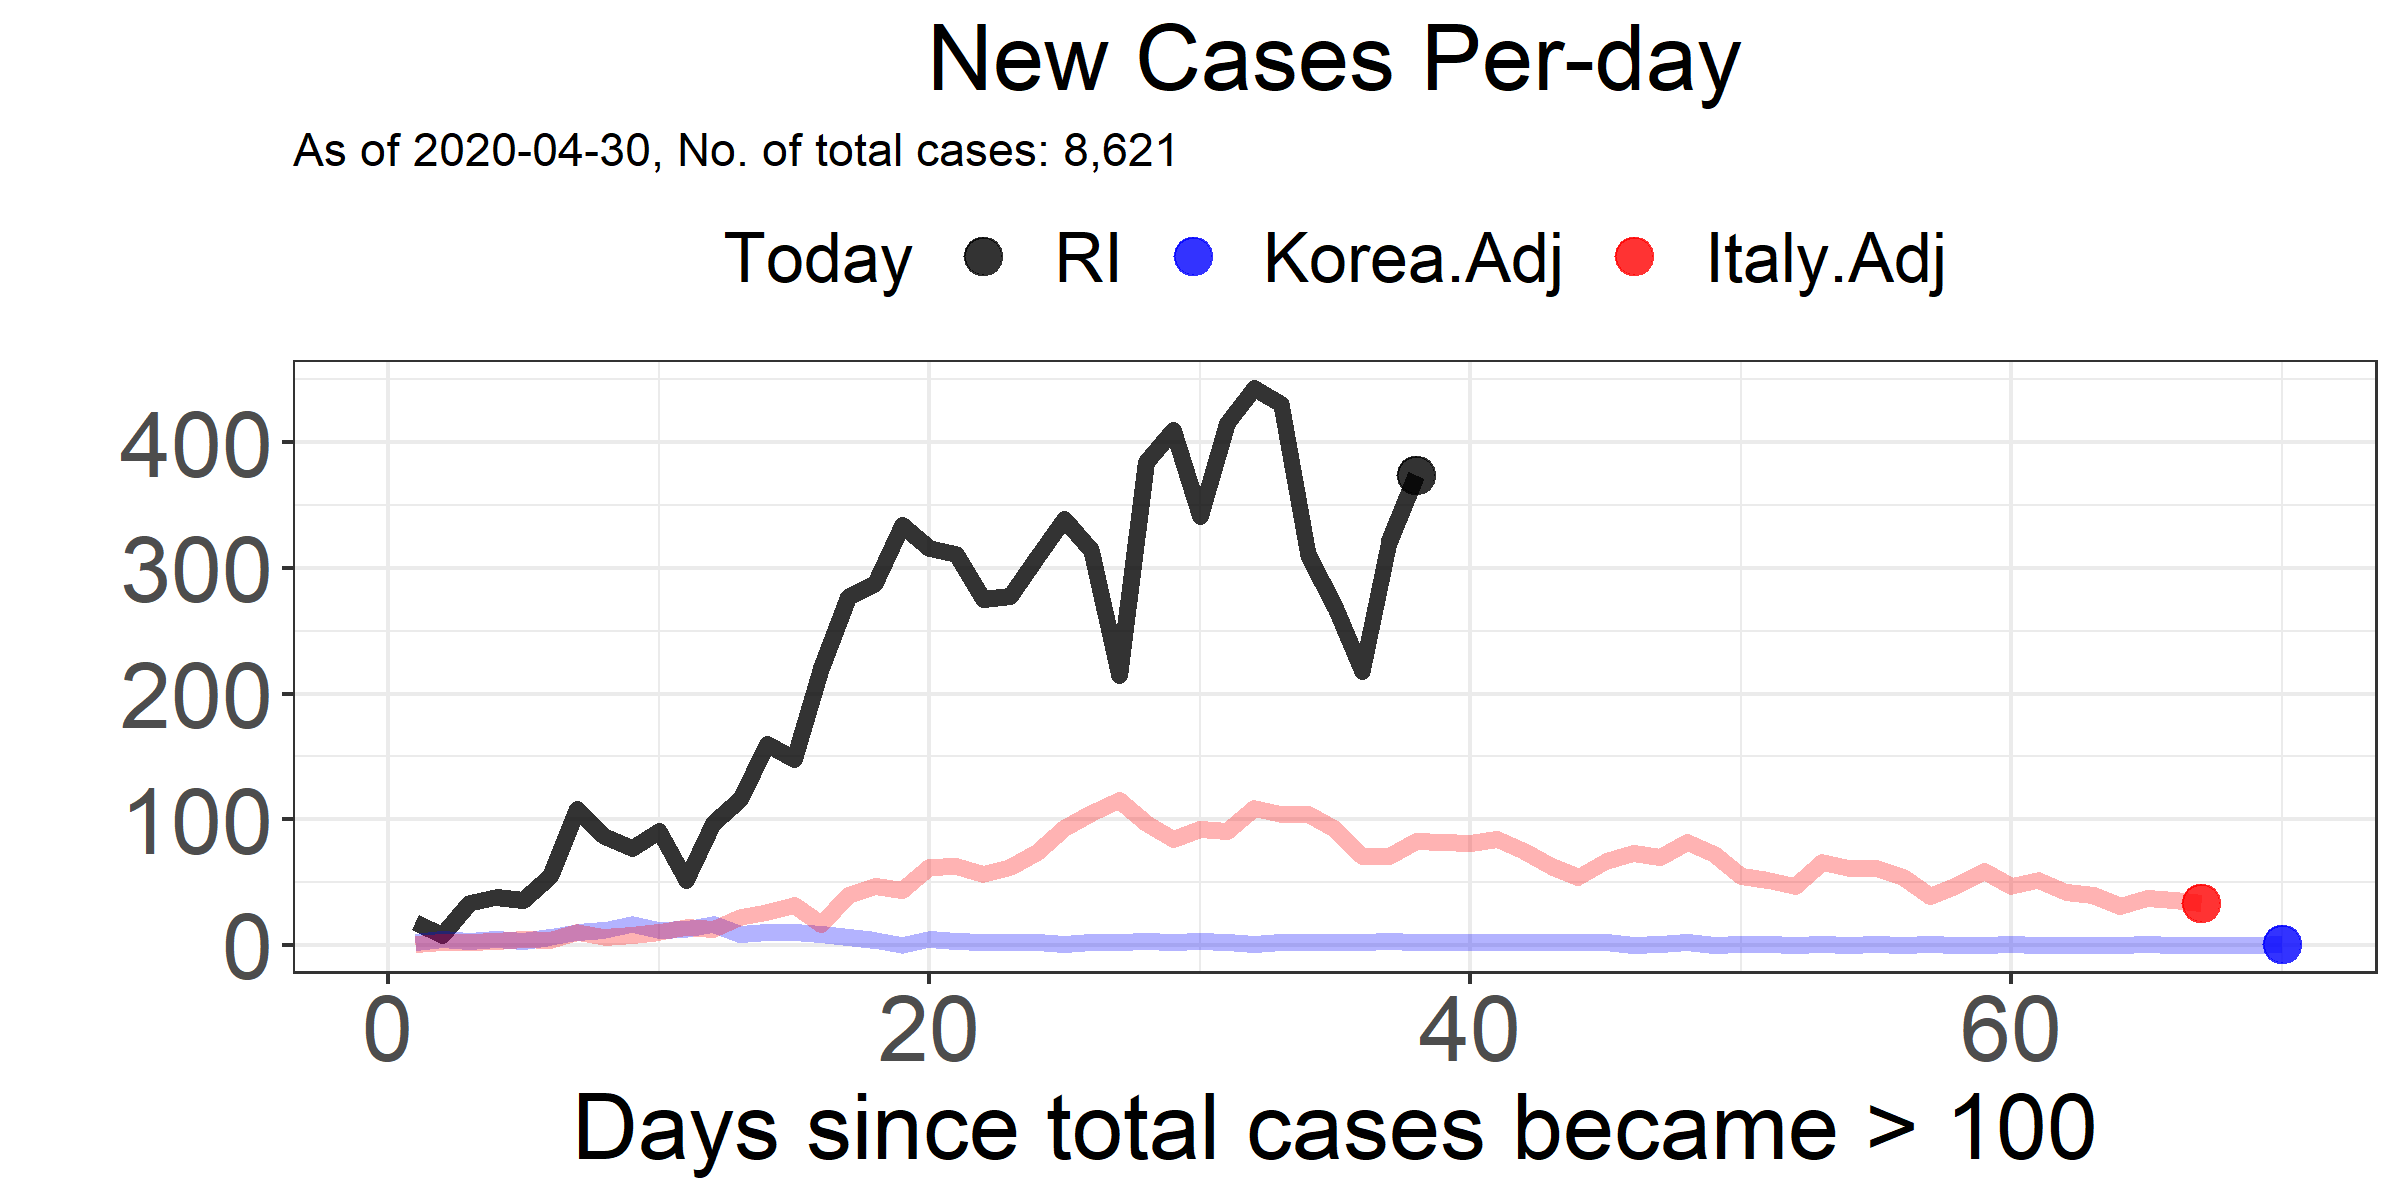 New Cases Per-day
As of 2020-04-30, No. of total cases: 8,621
Today RI Korea.Adj Italy.Adj
400
300
200
100
0
0 20 40 60
Days since total cases became > 100